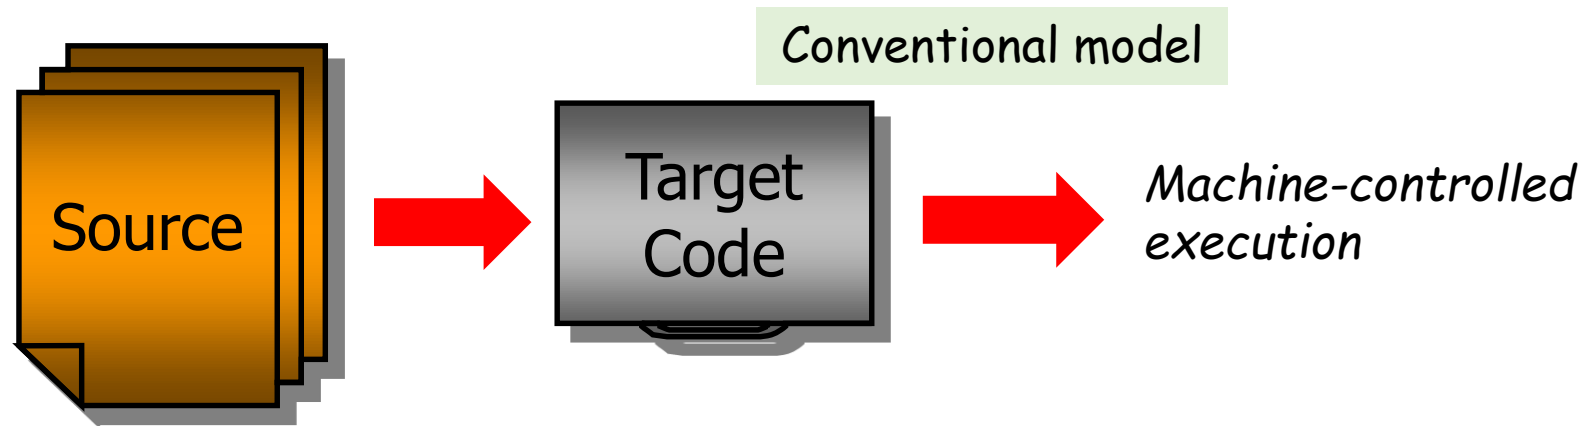 Conventional model
Source
Target
Code
Machine-controlled
execution